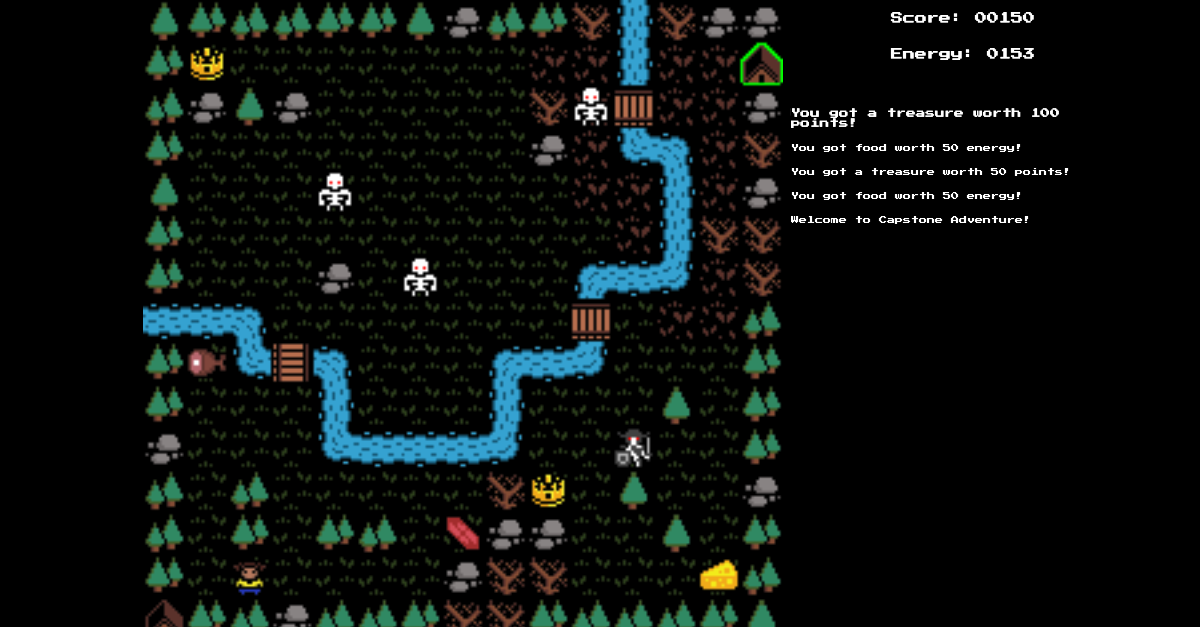 Score: 00150
Energy: 0153
You got a treasure worth 100
points!
You got food worth 50 energy!
You got a treasure worth 50 points!
You got food worth 50 energy!
Welcome to Capstone Adventure!